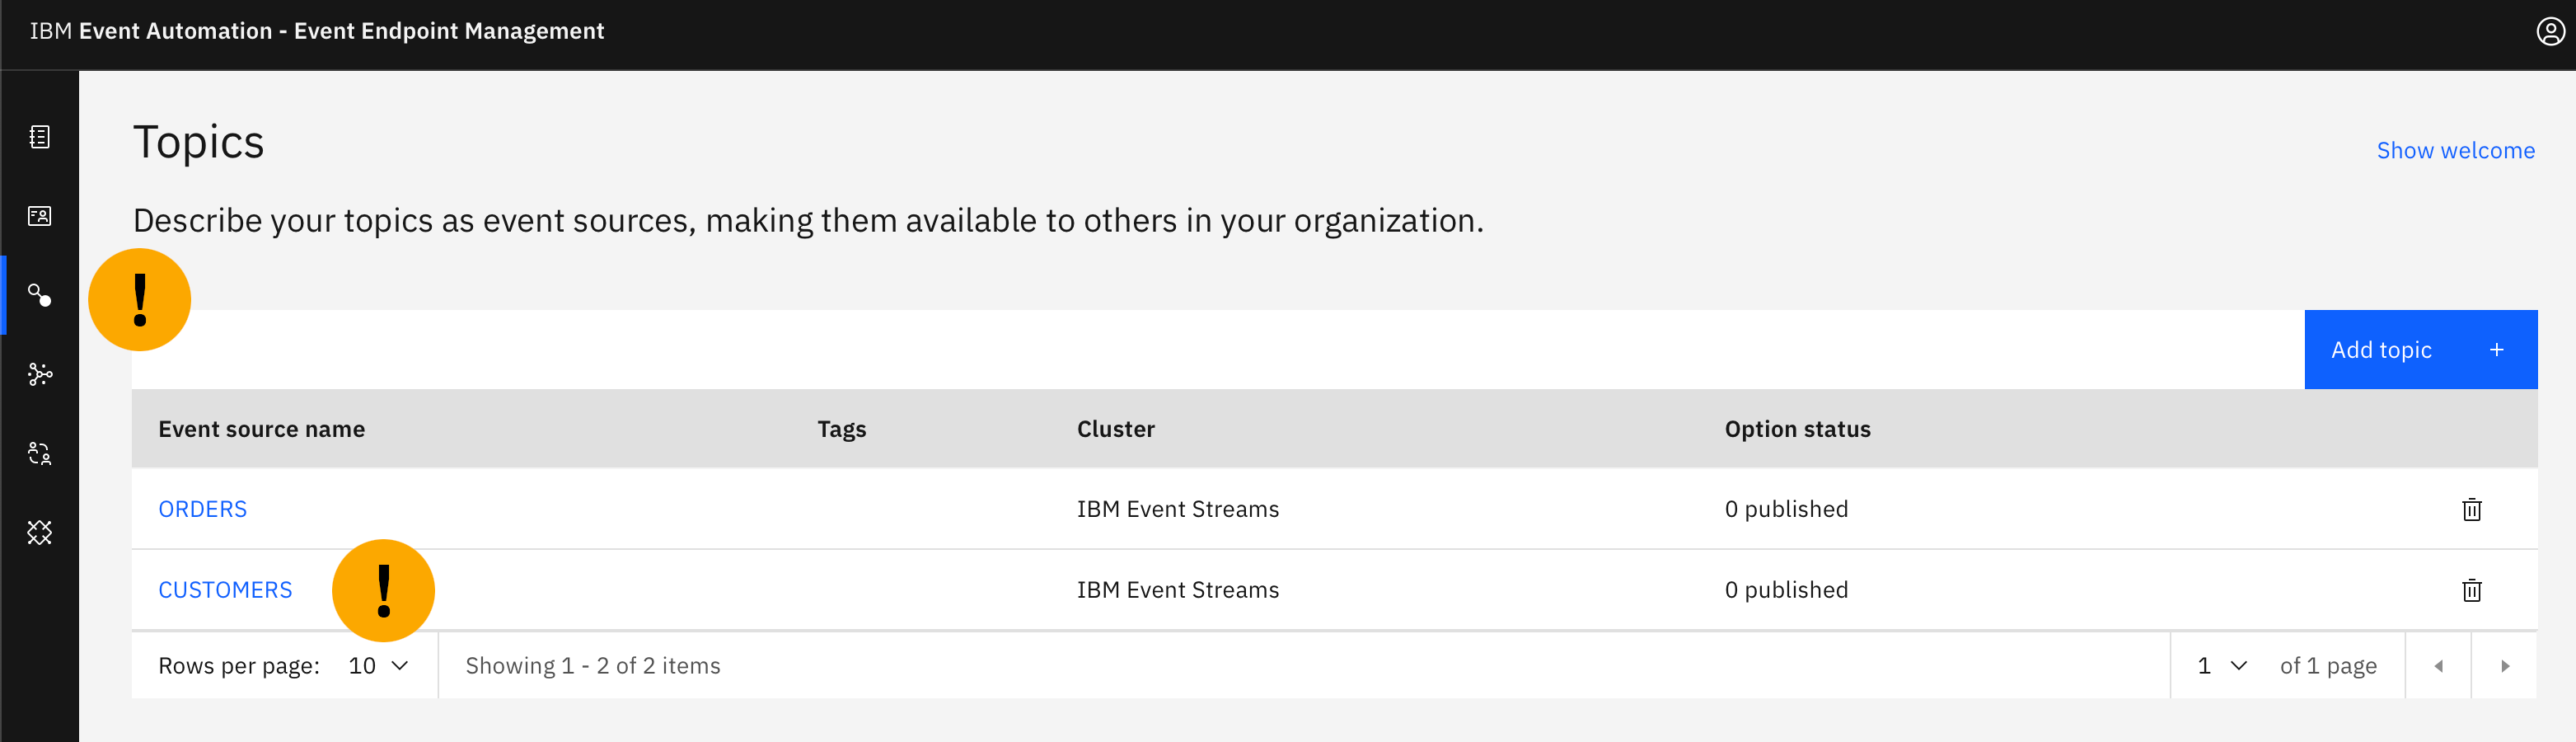 IBM Event Automation - Event Endpoint Management
Topics
Show welcome
Describe your topics as event sources, making them available to others in your organization.
!
Add topic +
Event source name Tags Cluster Option status
ORDERS IBM Event Streams 0 published
CUSTOMERS ! IBM Event Streams 0 published
Rows per page: 10 Showing 1 - 2 of 2 items 1 of 1 page